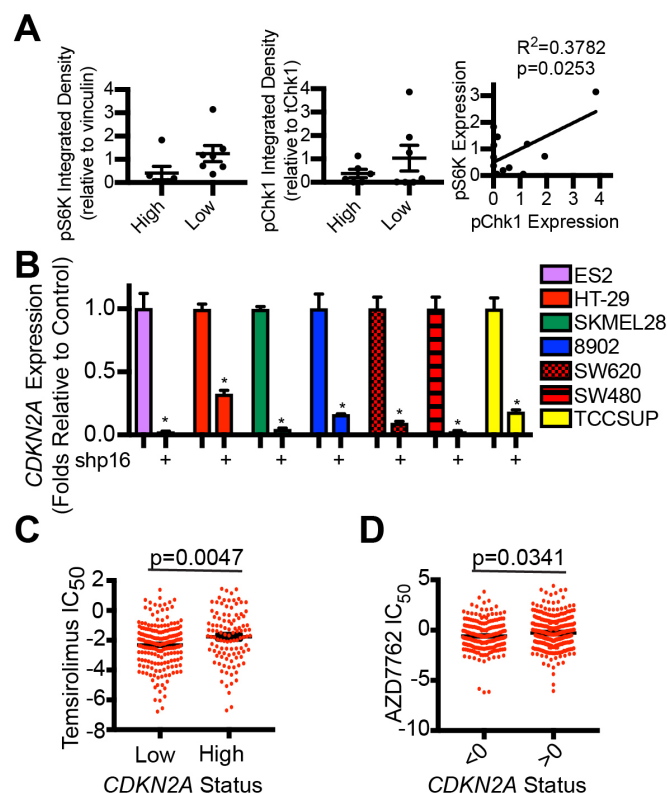 A
pS6K Integrated Density
(relative to vinculin)
4
3
2
1
0
High
Low
pChk1 Integrated Density
(relative to tChk1)
4
3
2
1
0
High
Low
R²=0.3782
p=0.0253
pS6K Expression
3
2
1
0
0 1 2 3 4
pChk1 Expression
B
CDKN2A Expression
(Folds Relative to Control)
1.0
0.5
0.0
* * * * * * *
shp16 + + + + + + +
ES2
HT-29
SKMEL28
8902
SW620
SW480
TCCSUP
C
p=0.0047
Temsirolimus IC50
2
0
-2
-4
-6
-8
Low High
CDKN2A Status
D
p=0.0341
AZD7762 IC50
5
0
-5
-10
<0 >0
CDKN2A Status